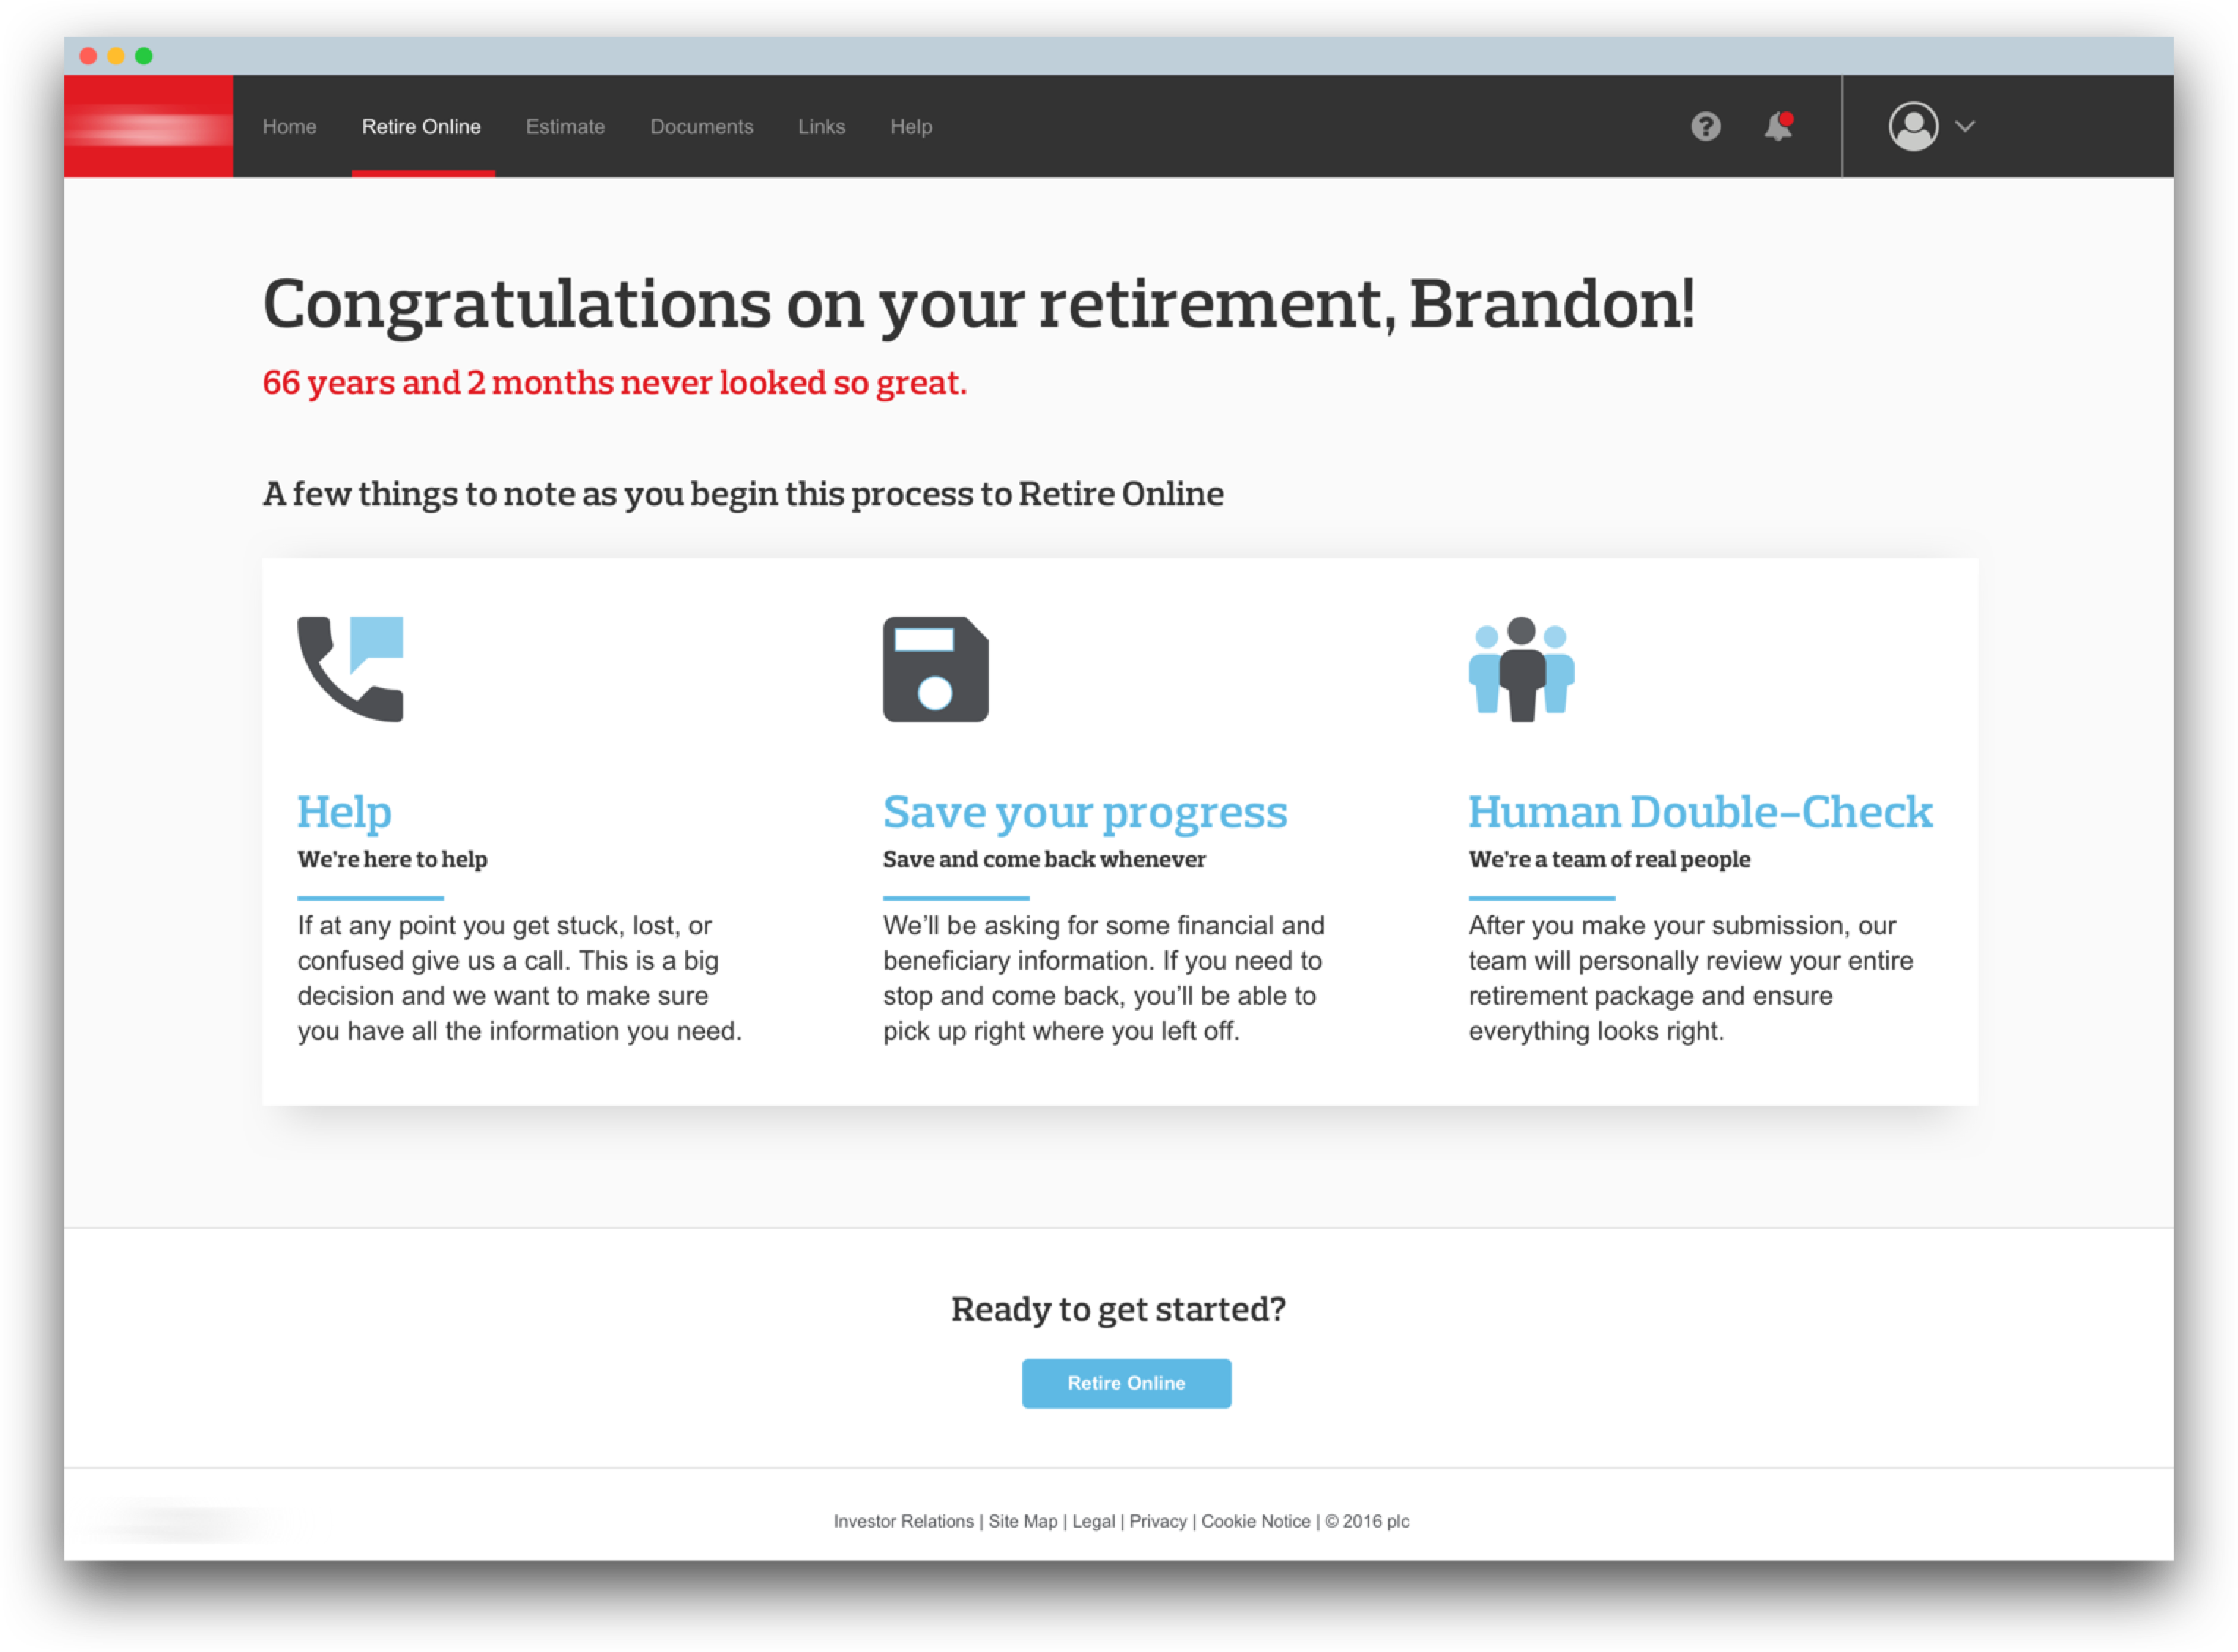 Home Retire Online Estimate Documents Links Help ?
Congratulations on your retirement, Brandon!
66 years and 2 months never looked so great.
A few things to note as you begin this process to Retire Online
Help
We're here to help
If at any point you get stuck, lost, or
confused give us a call. This is a big
decision and we want to make sure
you have all the information you need.
Save your progress
Save and come back whenever
We'll be asking for some financial and
beneficiary information. If you need to
stop and come back, you'll be able to
pick up right where you left off.
Human Double-Check
We're a team of real people
After you make your submission, our
team will personally review your entire
retirement package and ensure
everything looks right.
Ready to get started?
Retire Online
Investor Relations | Site Map | Legal | Privacy | Cookie Notice | © 2016 plc